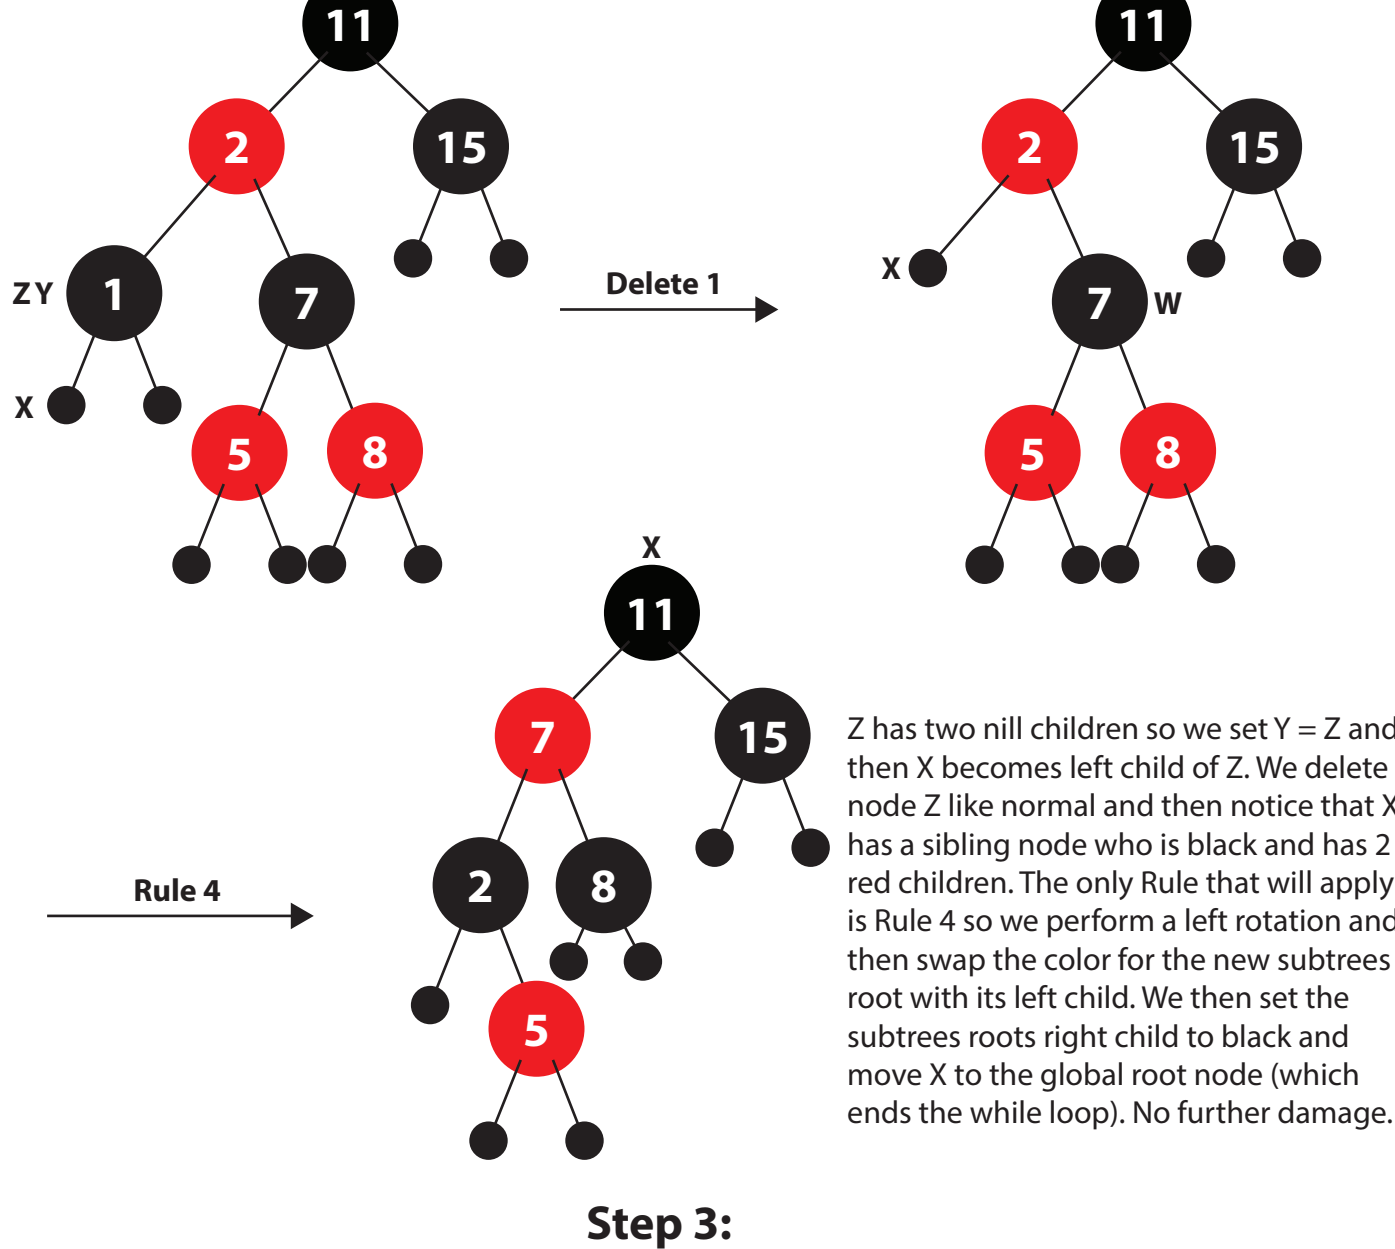 11
11
2
15
2
15
Z Y
1
7
Delete 1
X
7
W
X
5
8
5
8
X
11
7
15
Z has two nill children so we set Y = Z and
then X becomes left child of Z. We delete
node Z like normal and then notice that X
has a sibling node who is black and has 2
red children. The only Rule that will apply
is Rule 4 so we perform a left rotation and
then swap the color for the new subtrees
root with its left child. We then set the
subtrees roots right child to black and
move X to the global root node (which
ends the while loop). No further damage.
Rule 4
2
8
5
Step 3: